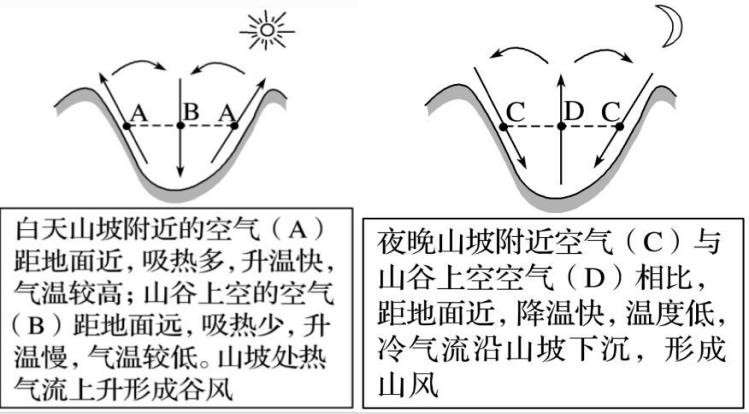 A B A
C D C
白天山坡附近的空气（A）
距地面近，吸热多，升温快，
气温较高；山谷上空的空气
（B）距地面远，吸热少，升
温慢，气温较低。山坡处热
气流上升形成谷风
夜晚山坡附近空气（C）与
山谷上空空气（D）相比，
距地面近，降温快，温度低，
冷气流沿山坡下沉，形成
山风